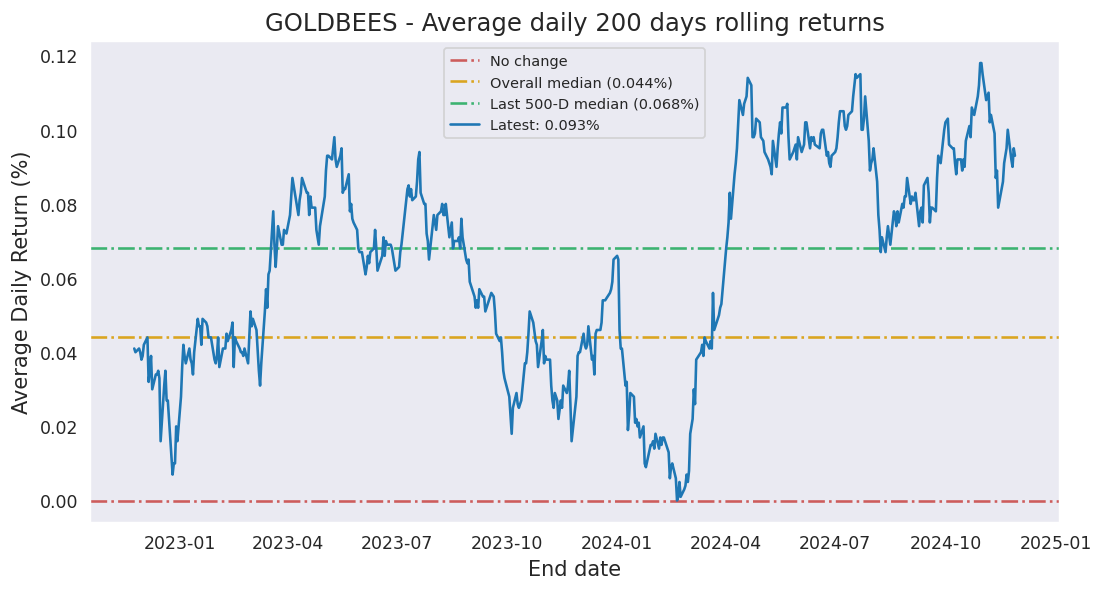 GOLDBEES - Average daily 200 days rolling returns
No change
Overall median (0.044%)
Last 500-D median (0.068%)
Latest: 0.093%
Average Daily Return (%)
0.12
0.10
0.08
0.06
0.04
0.02
0.00
2023-01 2023-04 2023-07 2023-10 2024-01 2024-04 2024-07 2024-10 2025-01
End date